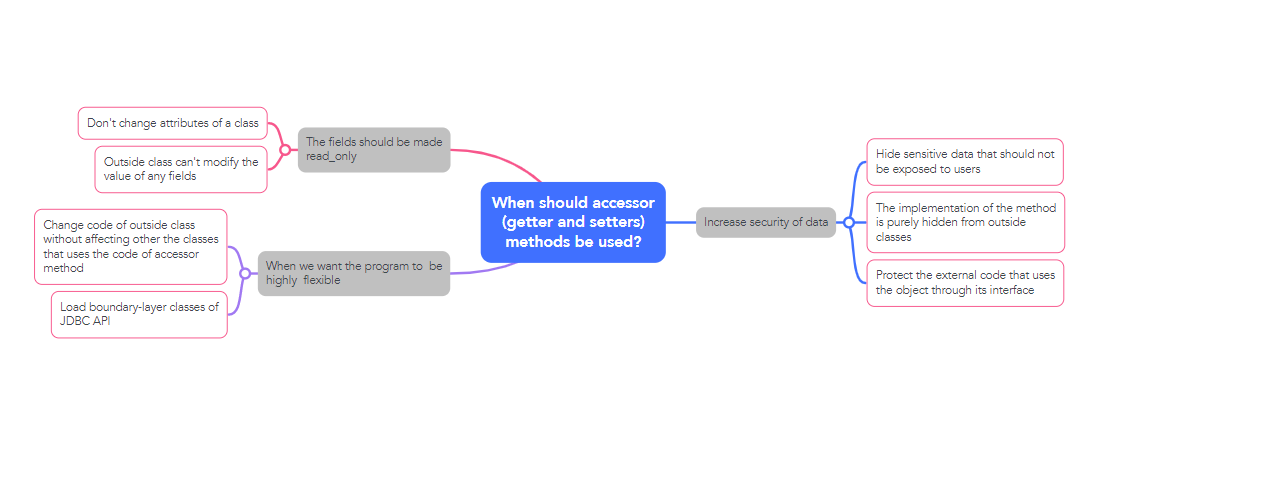 Don't change attributes of a class
Outside class can't modify the
value of any fields
The fields should be made
read_only
Change code of outside class
without affecting other the classes
that uses the code of accessor
method
Load boundary-layer classes of
JDBC API
When we want the program to  be
highly  flexible
When should accessor
(getter and setters)
methods be used?
Increase security of data
Hide sensitive data that should not
be exposed to users
The implementation of the method
is purely hidden from outside
classes
Protect the external code that uses
the object through its interface